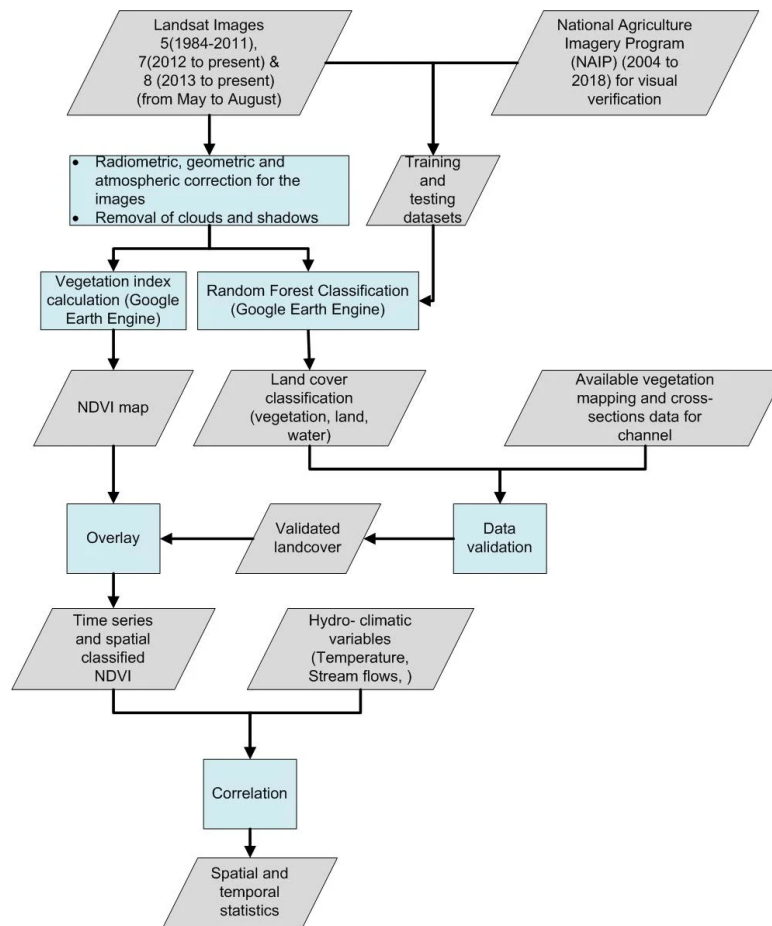 Landsat Images
5(1984-2011),
7(2012 to present) &
8 (2013 to present)
(from May to August)
National Agriculture
Imagery Program
(NAIP) (2004 to
2018) for visual
verification
• Radiometric, geometric and
atmospheric correction for the
images
• Removal of clouds and shadows
Training
and
testing
datasets
Vegetation index
calculation (Google
Earth Engine)
Random Forest Classification
(Google Earth Engine)
NDVI map
Land cover
classification
(vegetation, land,
water)
Available vegetation
mapping and cross-
sections data for
channel
Overlay
Validated
landcover
Data
validation
Time series
and spatial
classified
NDVI
Hydro- climatic
variables
(Temperature,
Stream flows, )
Correlation
Spatial and
temporal
statistics